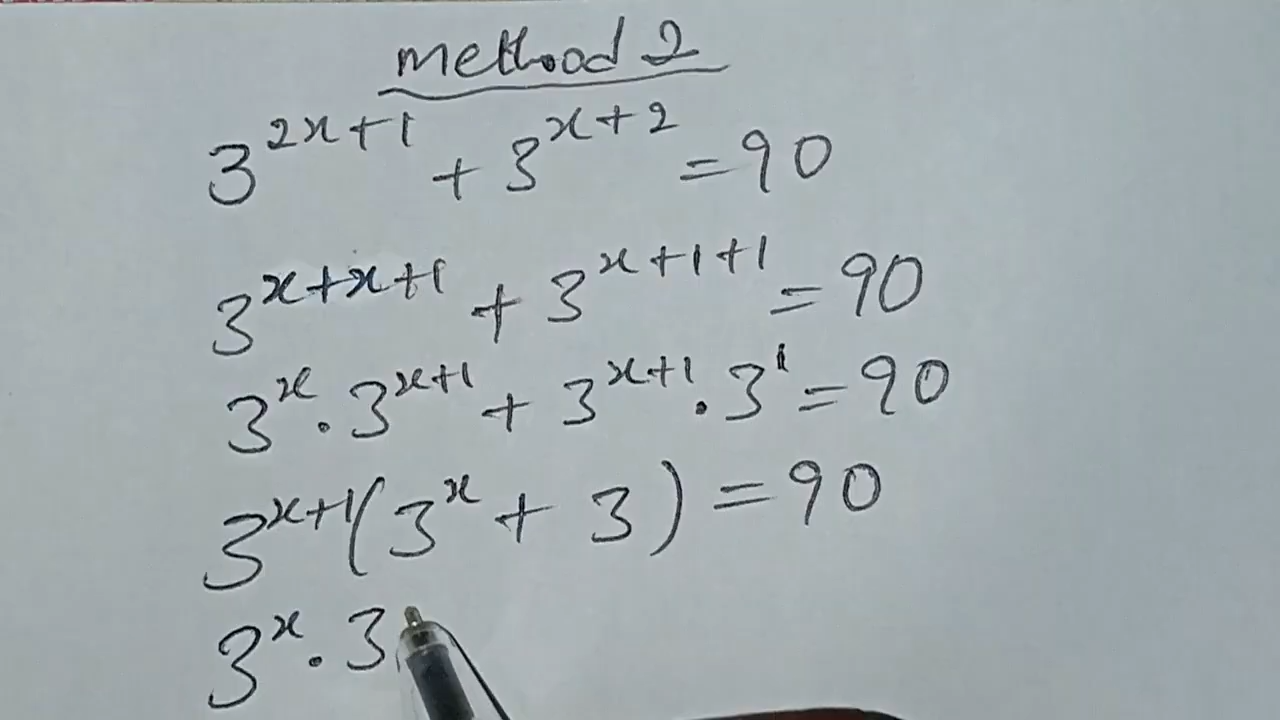 method 2
3^{2x+1} + 3^{x+2} = 90
3^{x+x+1} + 3^{x+1+1} = 90
3^{x} . 3^{x+1} + 3^{x+1} . 3^{1} = 90
3^{x+1}(3^{x} + 3) = 90
3^{x} . 3